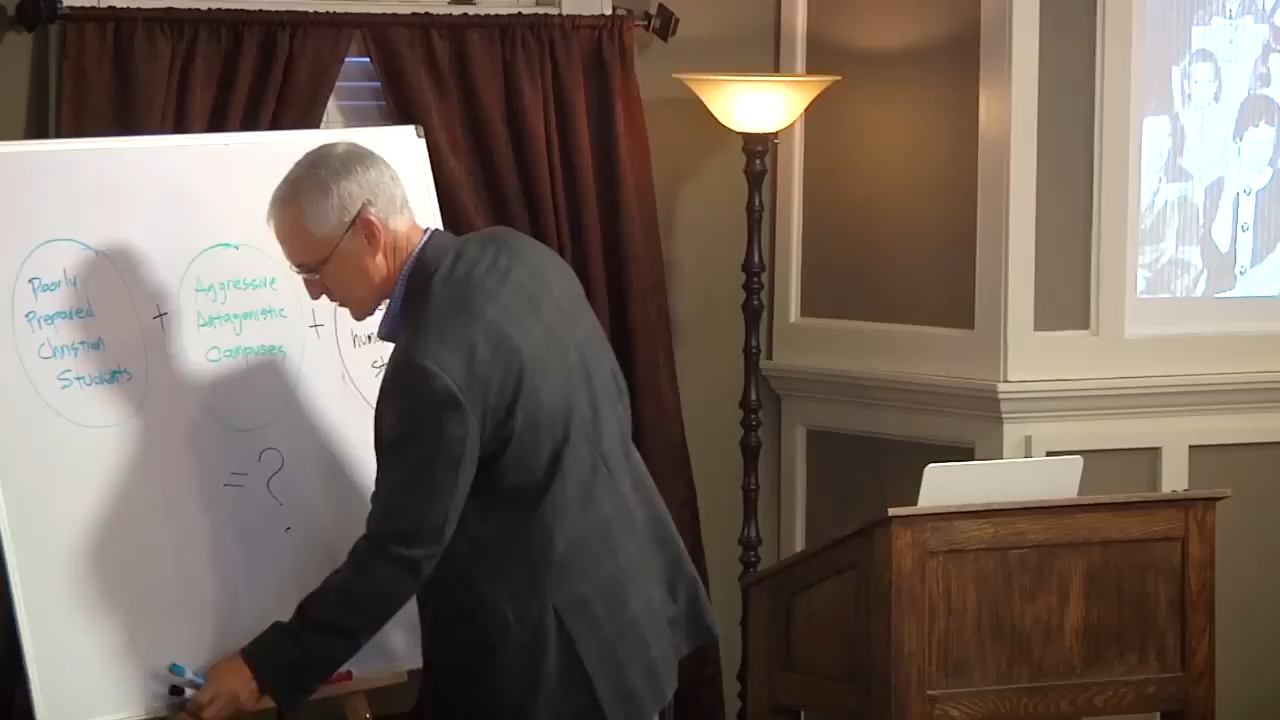 Poorly
Prepared
Christian
Students
+
Aggressive
Antagonistic
Campuses
+
= ?